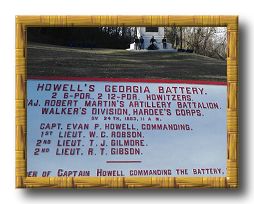 HOWELL'S GEORGIA BATTERY.
2 6-PDR. 2 12-PDR. HOWITZERS.
AJ. ROBERT MARTIN'S ARTILLERY BATTALION.
WALKER'S DIVISION, HARDEE'S CORPS.
24TH, 1863, 11 A.M.
CAPT. EVAN P. HOWELL, COMMANDING.
1ST LIEUT. W. C. ROBSON.
2ND LIEUT. T. J. GILMORE.
2ND LIEUT. R. T. GIBSON.
ER OF CAPTAIN HOWELL COMMANDING THE BATTERY,